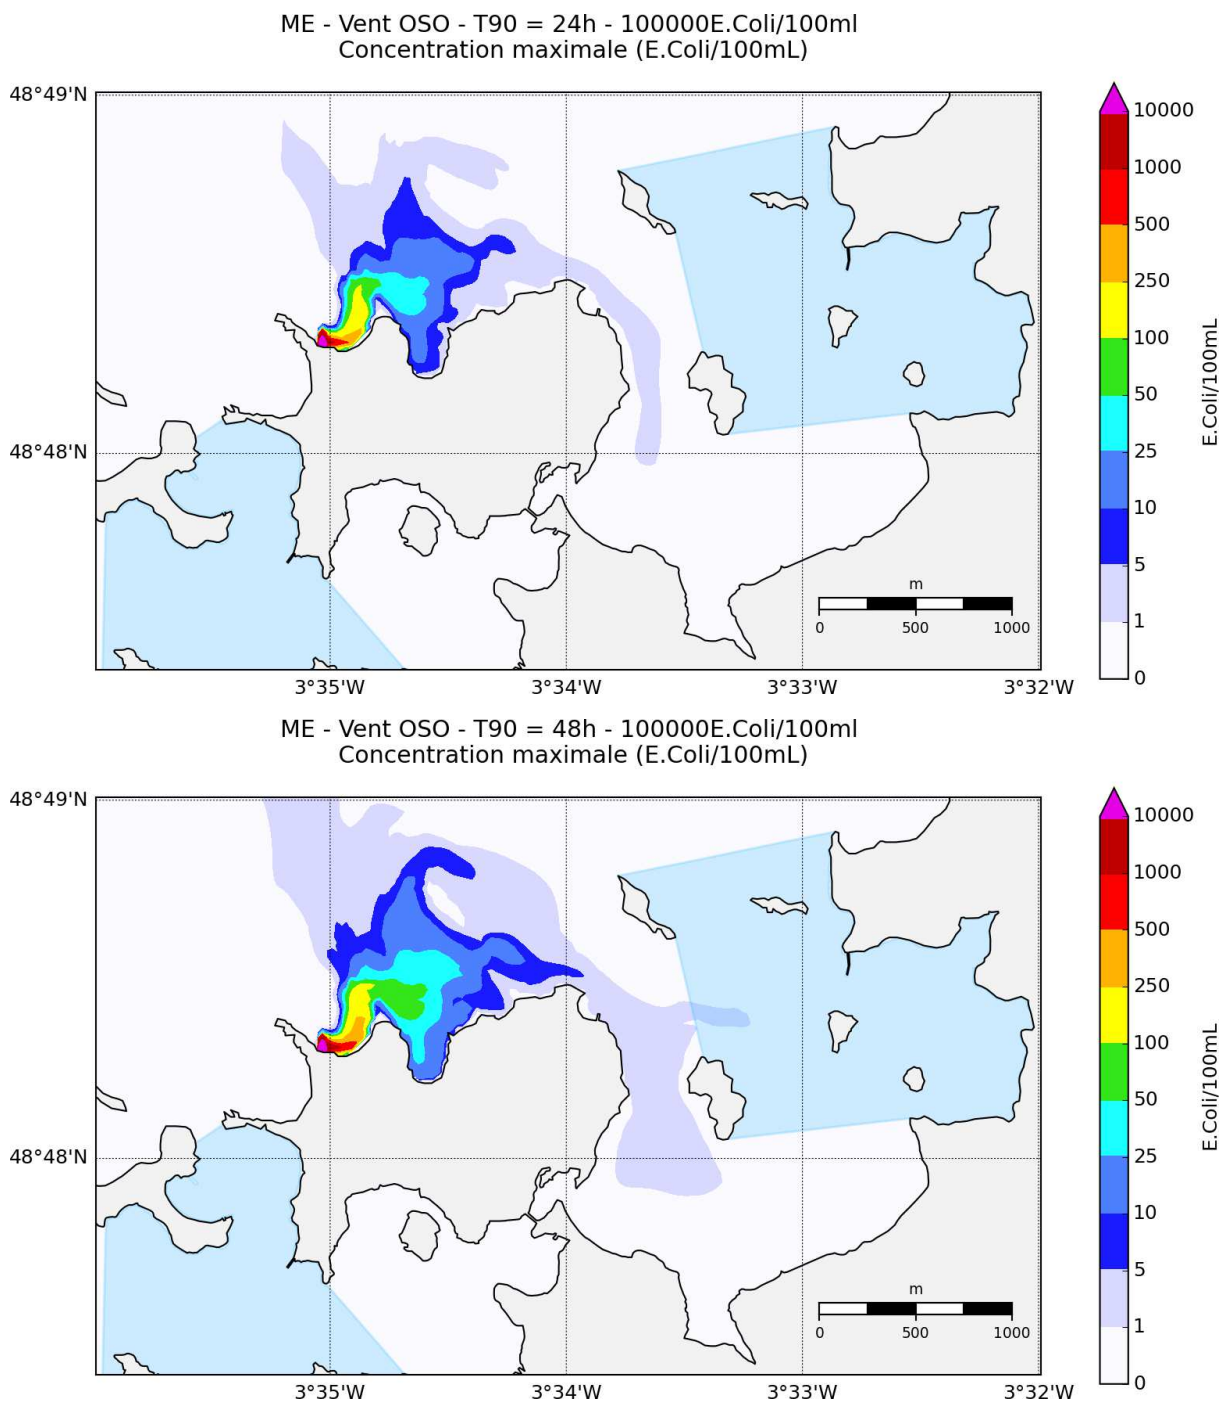 ME - Vent OSO - T90 = 24h - 100000E.Coli/100ml
Concentration maximale (E.Coli/100mL)
48°49'N
48°48'N
3°35'W
3°34'W
3°33'W
3°32'W
m
0
500
1000
10000
1000
500
250
100
50
25
10
5
1
0
E.Coli/100mL
ME - Vent OSO - T90 = 48h - 100000E.Coli/100ml
Concentration maximale (E.Coli/100mL)
48°49'N
48°48'N
3°35'W
3°34'W
3°33'W
3°32'W
m
0
500
1000
10000
1000
500
250
100
50
25
10
5
1
0
E.Coli/100mL